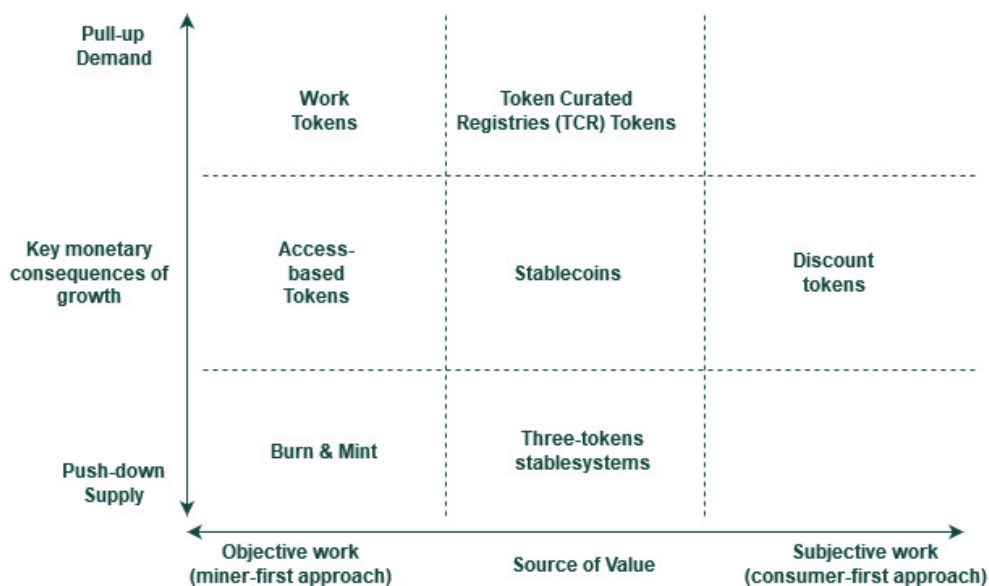 Pull-up
Demand
Work
Tokens
Token Curated
Registries (TCR) Tokens
Key monetary
consequences of
growth
Access-
based
Tokens
Stablecoins
Discount
tokens
Burn & Mint
Three-tokens
stablesystems
Push-down
Supply
Objective work
(miner-first approach)
Source of Value
Subjective work
(consumer-first approach)